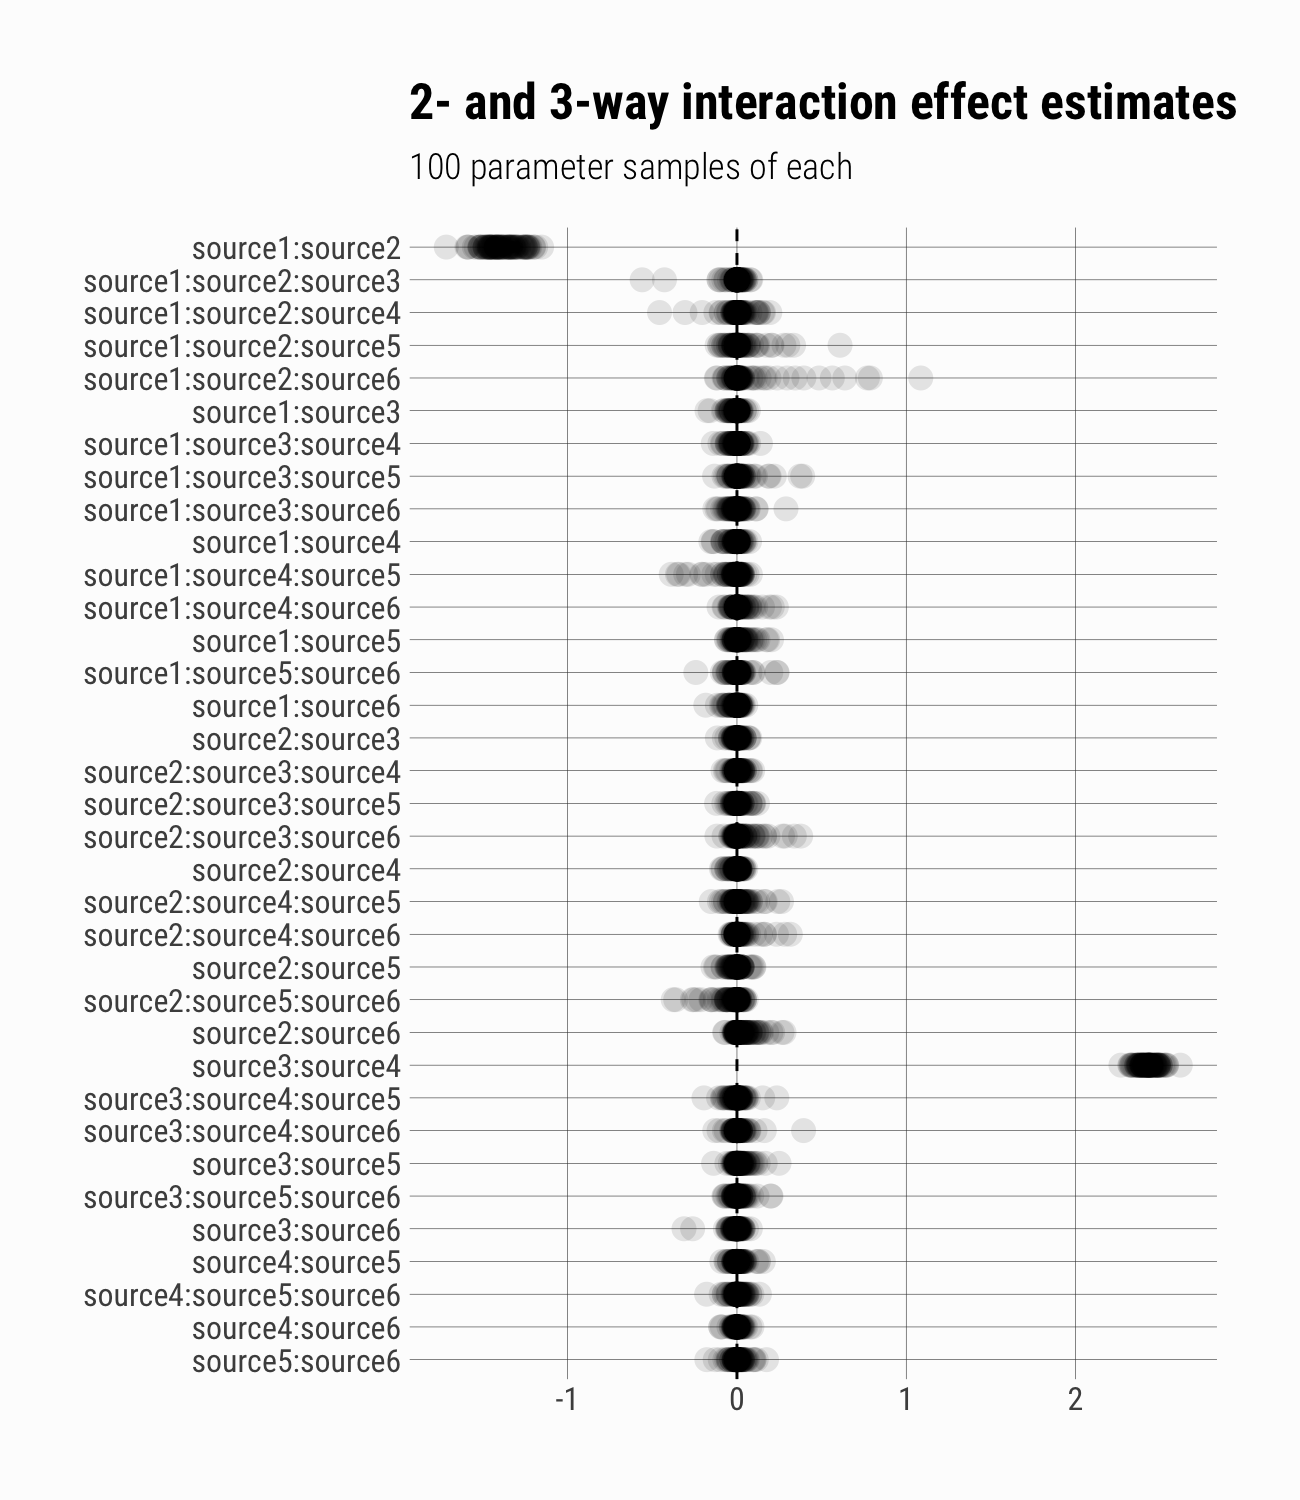 2- and 3-way interaction effect estimates
100 parameter samples of each
source1:source2
source1:source2:source3
source1:source2:source4
source1:source2:source5
source1:source2:source6
source1:source3
source1:source3:source4
source1:source3:source5
source1:source3:source6
source1:source4
source1:source4:source5
source1:source4:source6
source1:source5
source1:source5:source6
source1:source6
source2:source3
source2:source3:source4
source2:source3:source5
source2:source3:source6
source2:source4
source2:source4:source5
source2:source4:source6
source2:source5
source2:source5:source6
source2:source6
source3:source4
source3:source4:source5
source3:source4:source6
source3:source5
source3:source5:source6
source3:source6
source4:source5
source4:source5:source6
source4:source6
source5:source6
-1 0 1 2